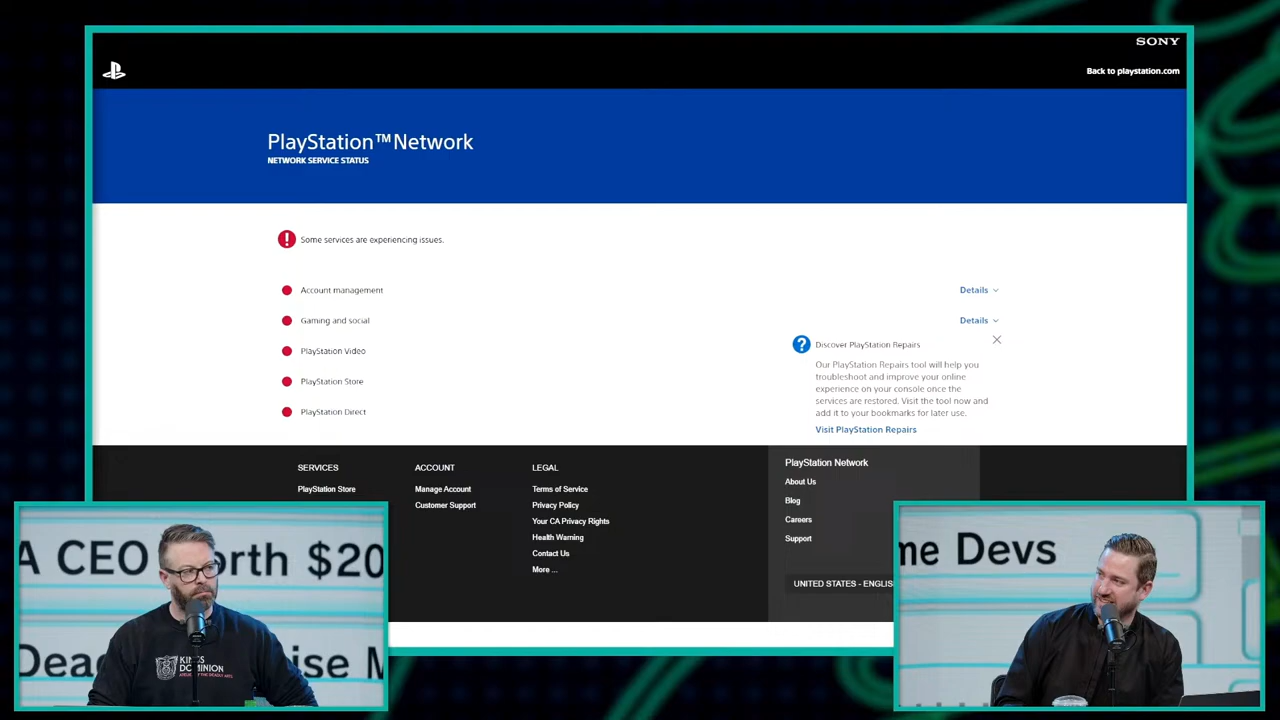 SONY
Back to playstation.com
PlayStation™Network
NETWORK SERVICE STATUS
Some services are experiencing issues.
Account management
Details
Gaming and social
Details
PlayStation Video
PlayStation Store
PlayStation Direct
Discover PlayStation Repairs
Our PlayStation Repairs tool will help you
troubleshoot and improve your online
experience on your console once the
services are restored. Visit the tool now and
add it to your bookmarks for later use.
Visit PlayStation Repairs
SERVICES
PlayStation Store
ACCOUNT
Manage Account
Customer Support
LEGAL
Terms of Service
Privacy Policy
Your CA Privacy Rights
Health Warning
Contact Us
More ...
PlayStation Network
About Us
Blog
Careers
Support
UNITED STATES - ENGLIS
A CEO orth $20
Dea ise M
KINGS
DOMINION
me Devs